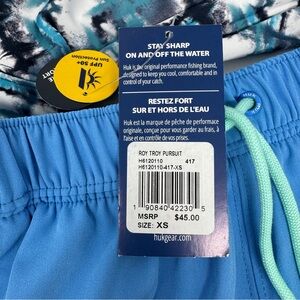 STAY SHARP
ON AND OFF THE WATER
Huk is the original performance fishing brand,
designed to keep you cool, comfortable and in
control of your catch.
RESTEZ FORT
SUR ET HORS DE L'EAU
Huk est la marque de pêche de performance
originale, conçue pour vous garder au frais, à
l'aise et en contrôle de vos prises.
ROY TROY PURSUIT
H6120110 417
H6120110-417-XS
1 90840 42230 5
MSRP $45.00
SIZE: XS
hukgear.com
UPF 50+
Sun Protection